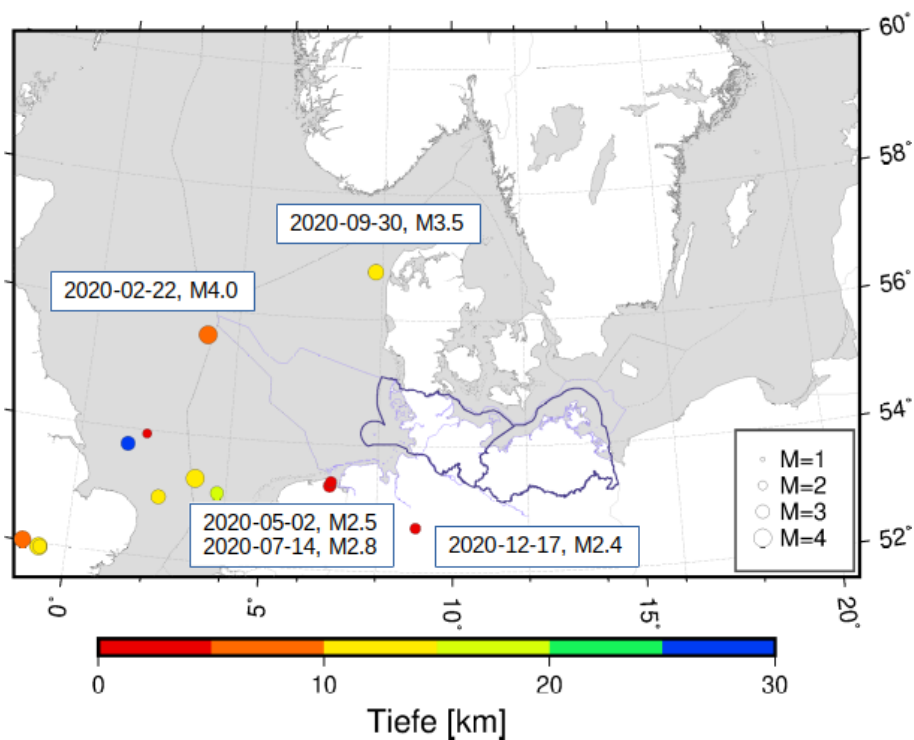 60°
58°
2020-09-30, M3.5
56°
2020-02-22, M4.0
54°
M=1
M=2
M=3
M=4
2020-05-02, M2.5
2020-07-14, M2.8
2020-12-17, M2.4
52°
0° 5° 10° 15° 20°
0 10 20 30
Tiefe [km]